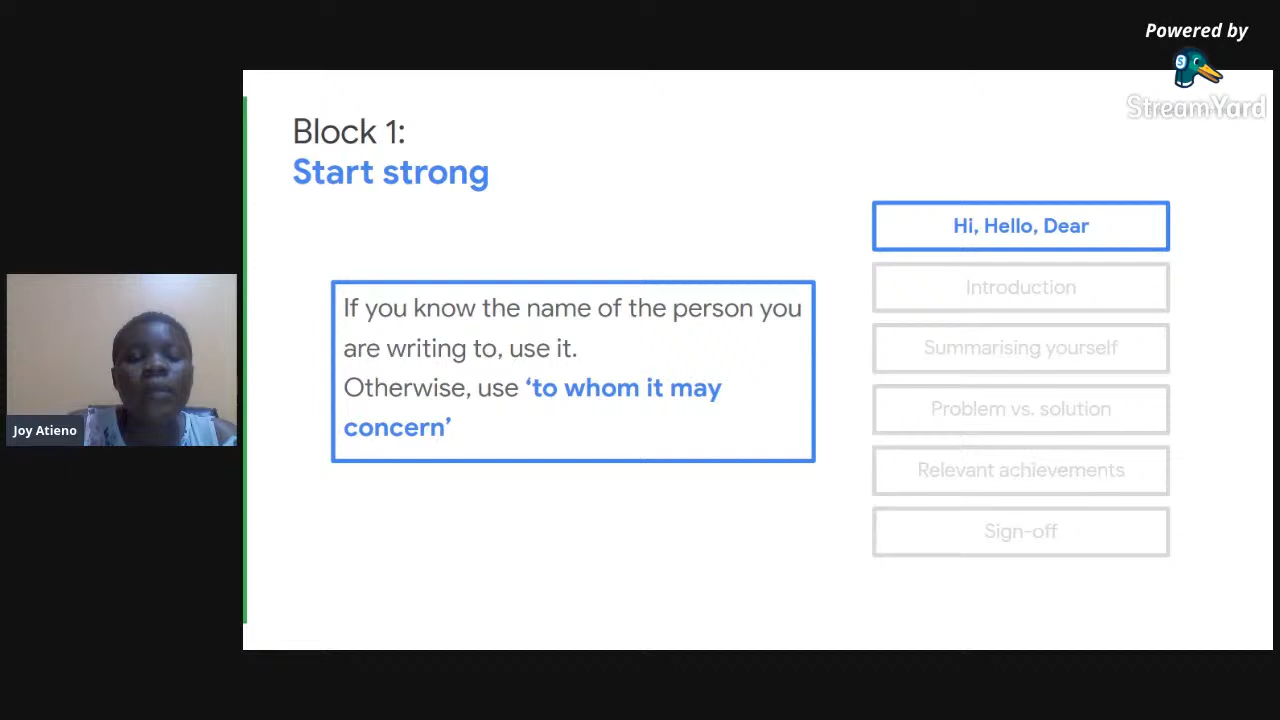 Powered by
StreamYard
Block 1:
Start strong
Hi, Hello, Dear
Introduction
Summarising yourself
Problem vs. solution
Relevant achievements
Sign-off
If you know the name of the person you
are writing to, use it.
Otherwise, use ‘to whom it may
concern’
Joy Atieno